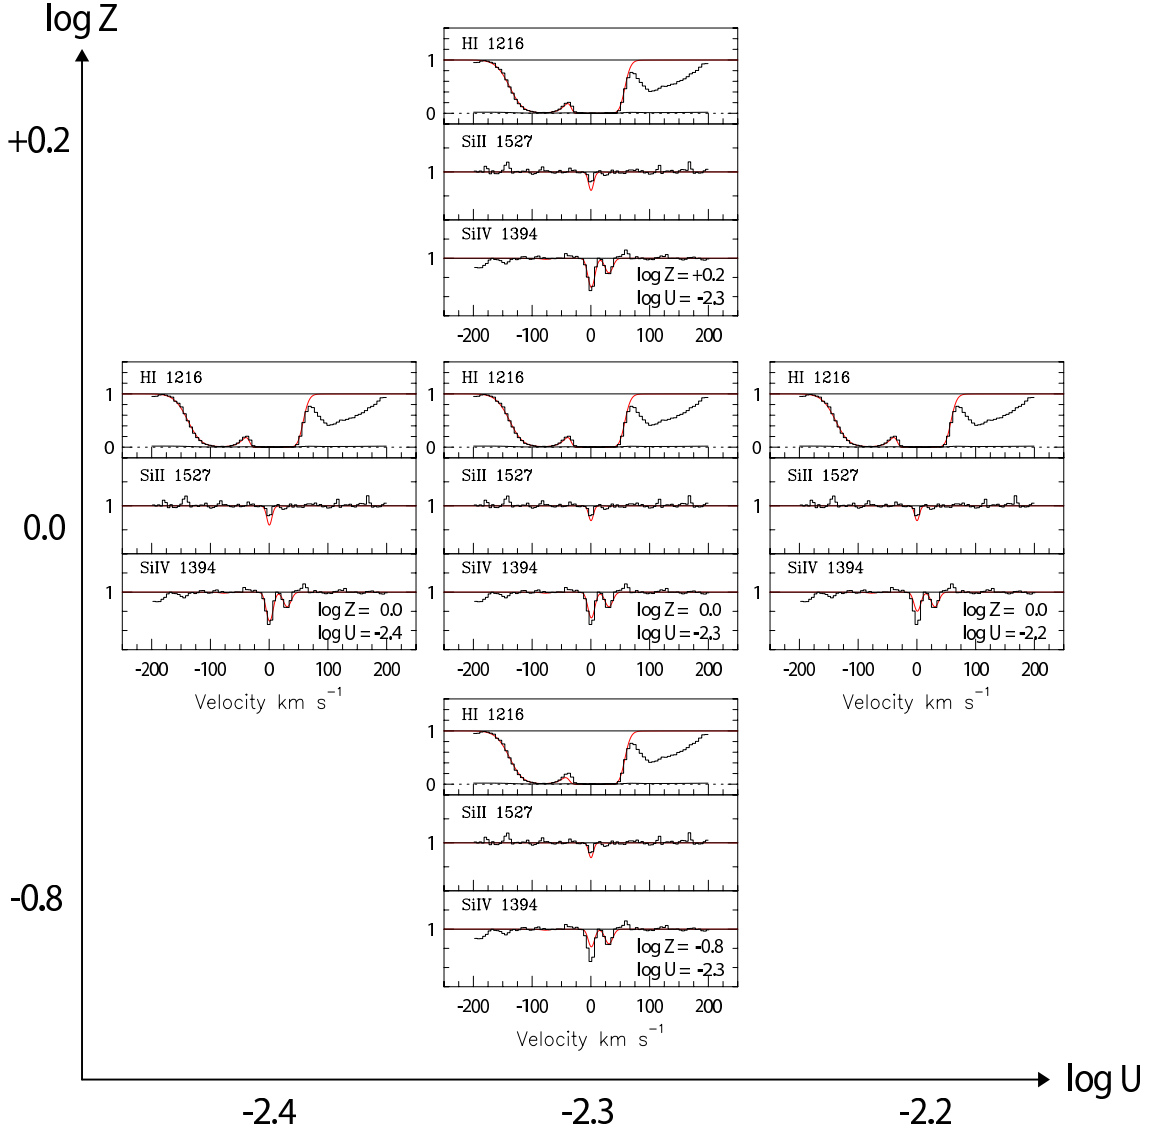 log Z
HI 1216
1
0
+0.2
SiII 1527
1
SiIV 1394
1
log Z = +0.2
log U = -2.3
-200 -100 0 100 200
HI 1216 HI 1216 HI 1216
1 1 1
0 0 0
SiII 1527 SiII 1527 SiII 1527
1 1 1
0.0
SiIV 1394 SiIV 1394 SiIV 1394
1 1 1
log Z = 0.0 log Z = 0.0 log Z = 0.0
log U = -2.4 log U = -2.3 log U = -2.2
-200 -100 0 100 200 -200 -100 0 100 200 -200 -100 0 100 200
Velocity km s⁻¹ Velocity km s⁻¹
HI 1216
1
0
SiII 1527
1
-0.8
SiIV 1394
1
log Z = -0.8
log U = -2.3
-200 -100 0 100 200
Velocity km s⁻¹
log U
-2.4 -2.3 -2.2